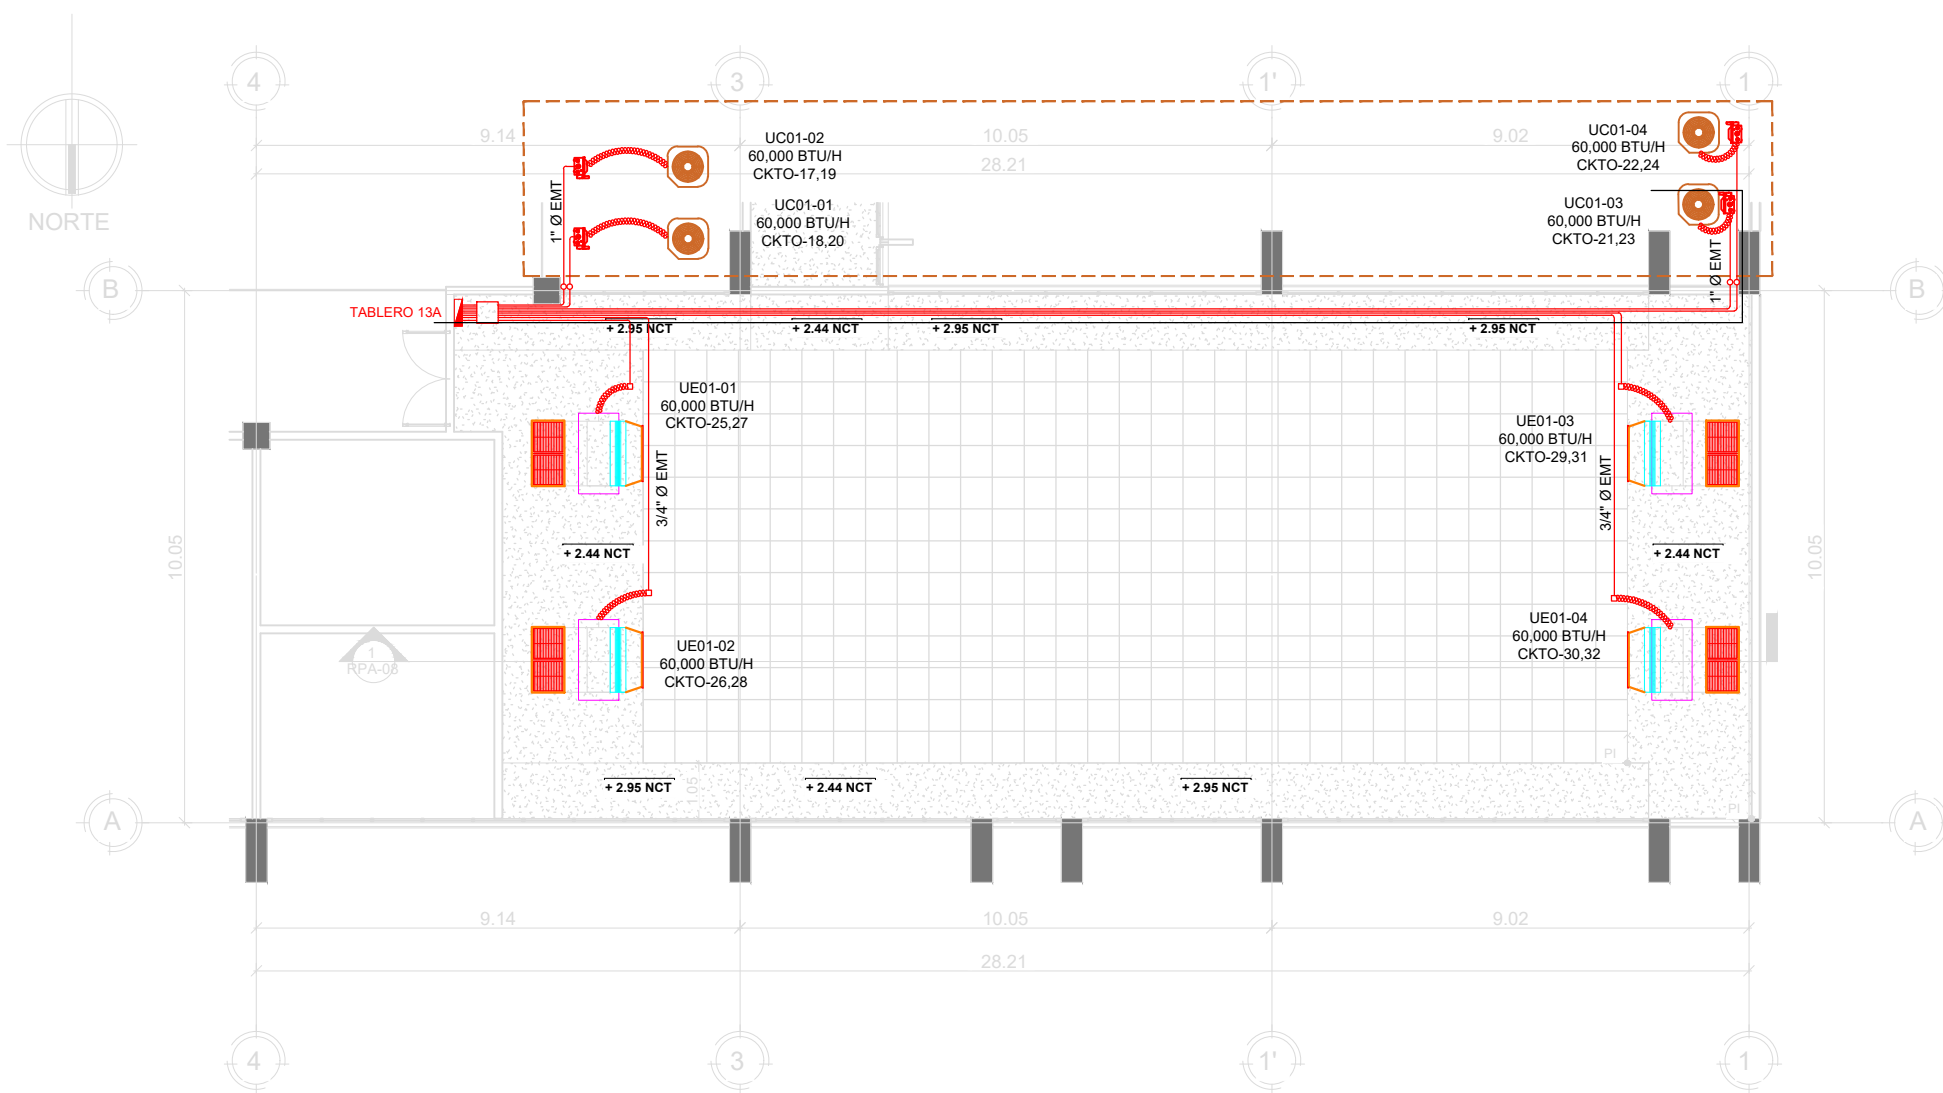 4
3
1'
1
9.14
10.05
9.02
28.21
NORTE
UC01-02
60,000 BTU/H
CKTO-17,19
UC01-01
60,000 BTU/H
CKTO-18,20
1" Ø EMT
UC01-04
60,000 BTU/H
CKTO-22,24
UC01-03
60,000 BTU/H
CKTO-21,23
1" Ø EMT
B
B
TABLERO 13A
+ 2.95 NCT
+ 2.44 NCT
+ 2.95 NCT
+ 2.95 NCT
UE01-01
60,000 BTU/H
CKTO-25,27
3/4" Ø EMT
UE01-03
60,000 BTU/H
CKTO-29,31
3/4" Ø EMT
10.05
+ 2.44 NCT
+ 2.44 NCT
10.05
UE01-02
60,000 BTU/H
CKTO-26,28
UE01-04
60,000 BTU/H
CKTO-30,32
1
RPA-08
PI
+ 2.95 NCT
1.05
+ 2.44 NCT
+ 2.95 NCT
PI
A
A
9.14
10.05
9.02
28.21
4
3
1'
1